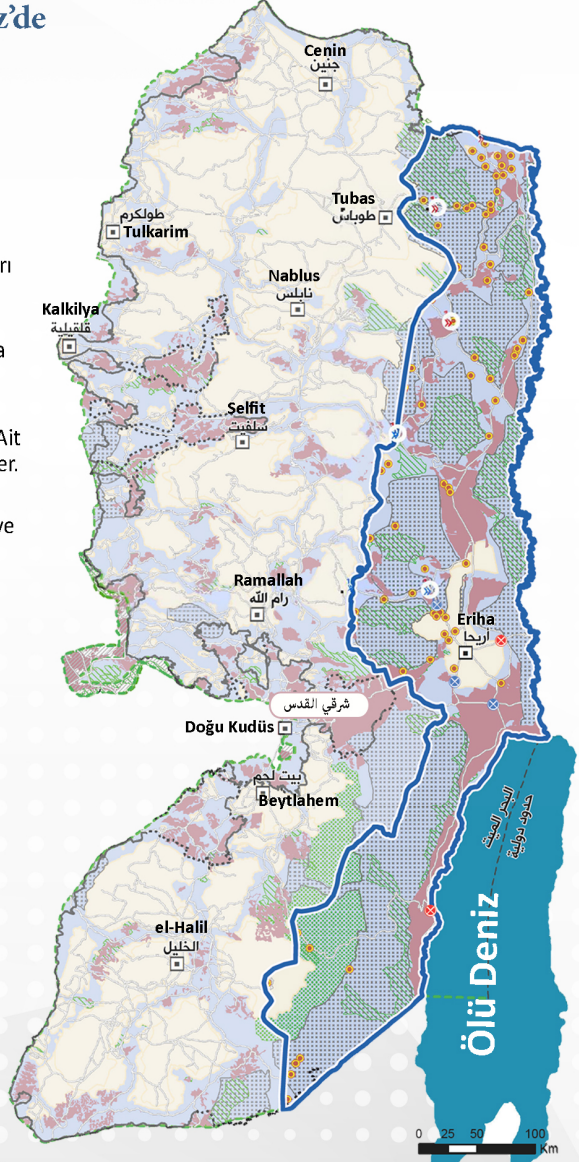 z’de
Cenin
جنين
Tubas
طوباس
طولكرم
Tulkarim
rı
Nablus
نابلس
Kalkilya
قلقيلية
a
Selfit
سلفيت
Ait
er.
ve
Ramallah
رام الله
Eriha
أريحا
شرقي القدس
Doğu Kudüs
بيت لحم
Beytlahem
البحر الميت
حدود دولية
el-Halil
الخليل
Ölü Deniz
0 25 50 100
Km